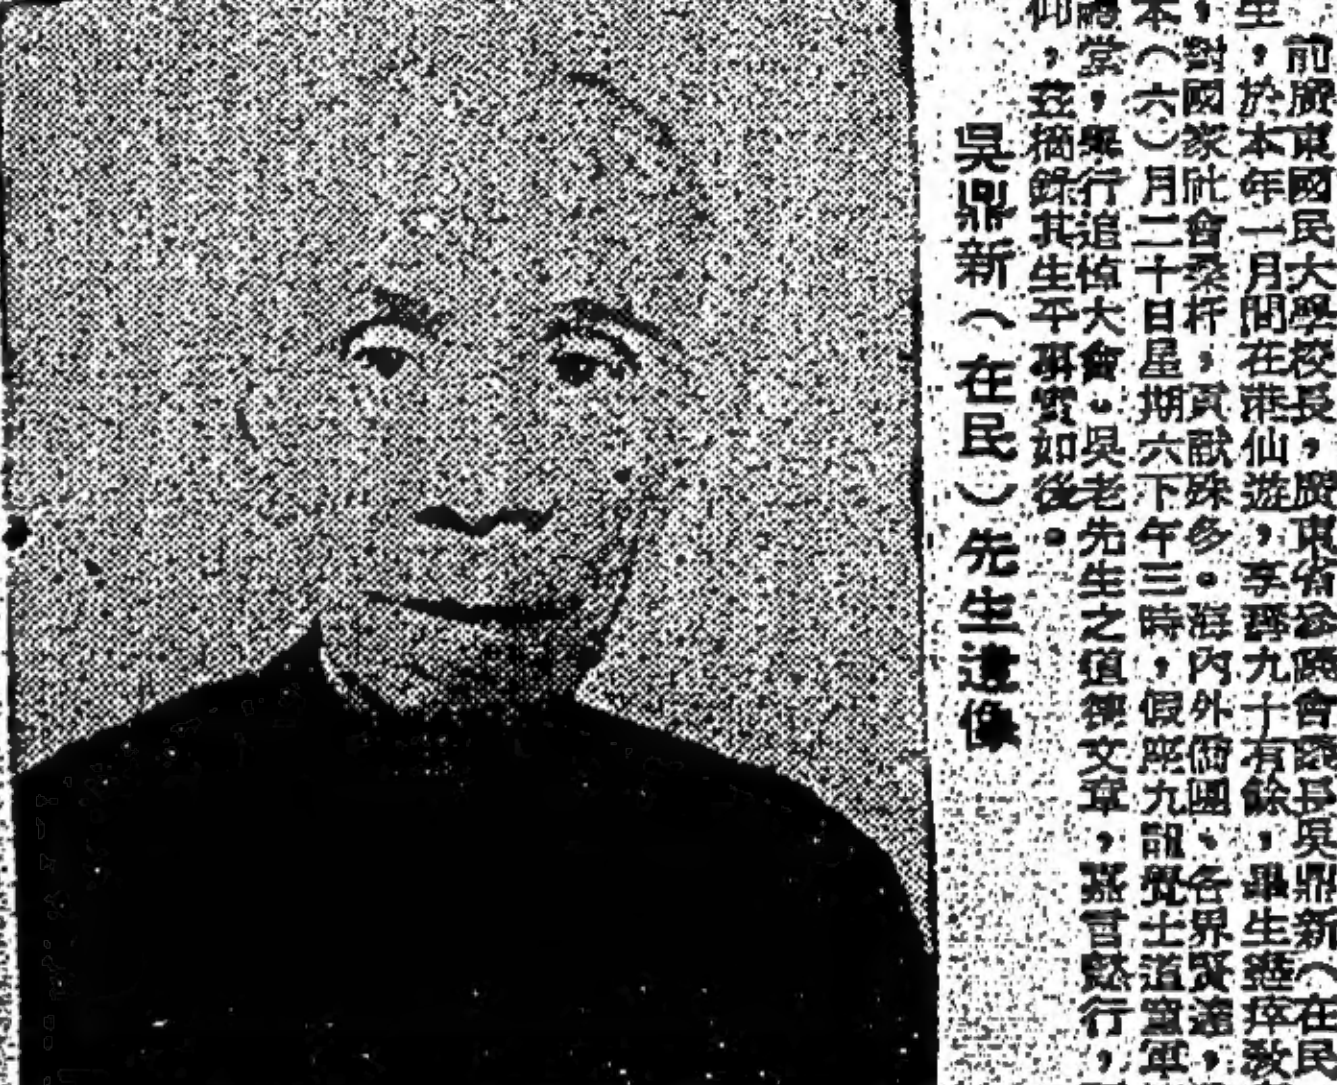 前廣東國民大學校長，廣東省參議會議長吳鼎新（在民
生，於本年一月間在港仙遊，享壽九十有餘，畢生盡瘁教
，對國家社會桑梓，貢献殊多。海內外僑團、各界賢達，
本（六）月二十日星期六下午三時，假座九龍覺士道童軍
禮堂，舉行追悼大會。吳老先生之道德文章，嘉言懿行，
仰，茲摘錄其生平事實如後。
吳鼎新（在民）先生遺像